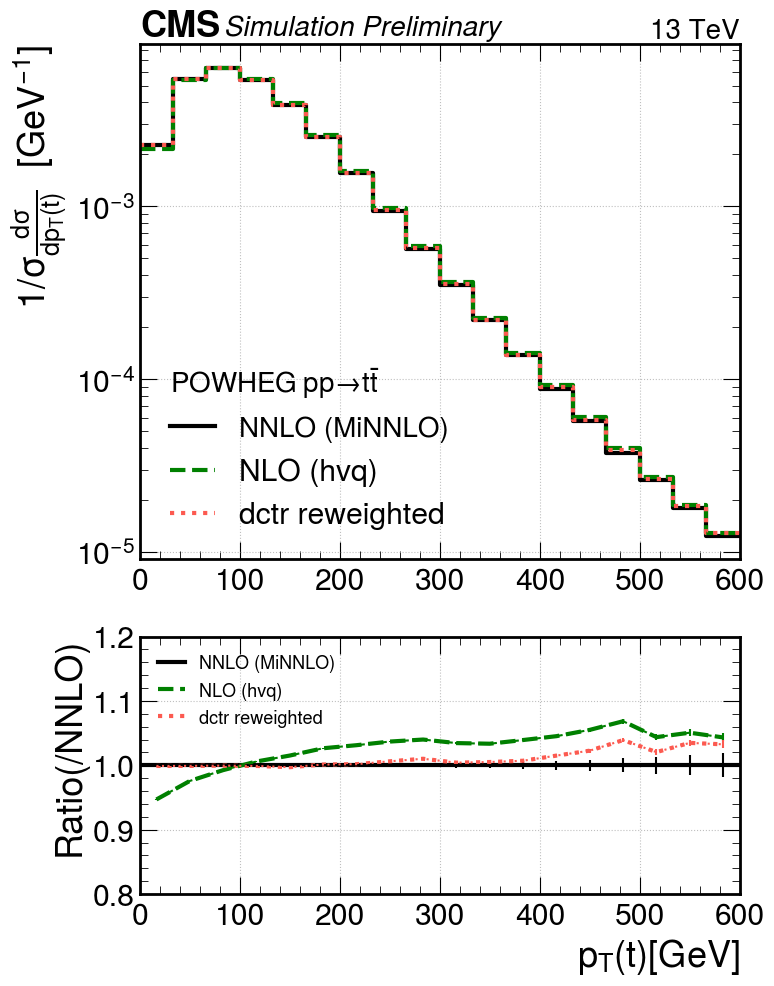 CMS Simulation Preliminary 13 TeV
1/σ dσ/dp_T(t) [GeV⁻¹]
10⁻³
10⁻⁴
10⁻⁵
POWHEG pp→tt̄
NNLO (MiNNLO)
NLO (hvq)
dctr reweighted
0 100 200 300 400 500 600
Ratio(/NNLO)
1.2
1.1
1.0
0.9
0.8
NNLO (MiNNLO)
NLO (hvq)
dctr reweighted
0 100 200 300 400 500 600
p_T(t)[GeV]